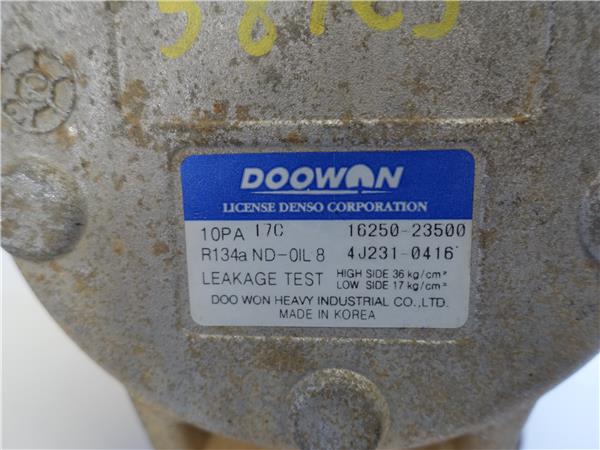 DOOWON
LICENSE DENSO CORPORATION
10PA 17C 16250-23500
R134a ND-OIL 8 4J231-0416
LEAKAGE TEST HIGH SIDE 36 kg/cm²
LOW SIDE 17 kg/cm²
DOO WON HEAVY INDUSTRIAL CO.,LTD.
MADE IN KOREA